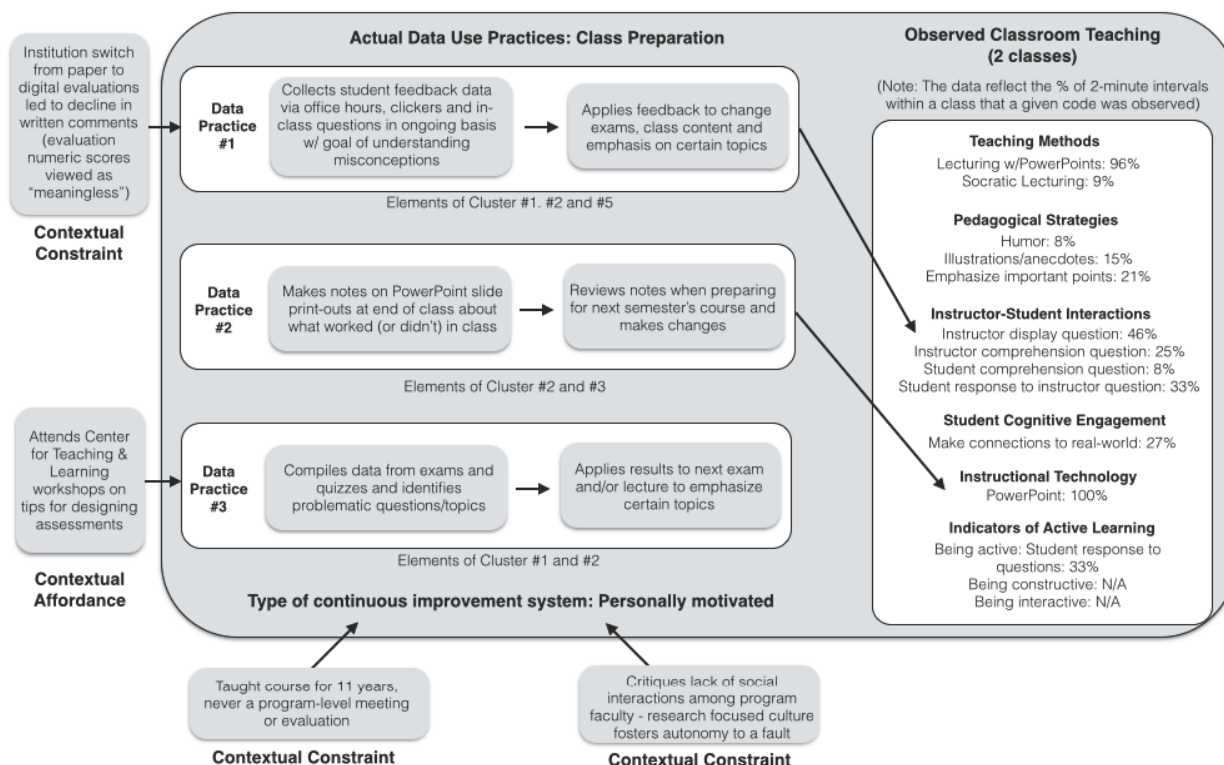 Institution switch
from paper to
digital evaluations
led to decline in
written comments
(evaluation
numeric scores
viewed as
“meaningless”)
Contextual
Constraint
Attends Center
for Teaching &
Learning
workshops on
tips for designing
assessments
Contextual
Affordance
Actual Data Use Practices: Class Preparation
Data
Practice
#1
Collects student feedback data
via office hours, clickers and in-
class questions in ongoing basis
w/ goal of understanding
misconceptions
Applies feedback to change
exams, class content and
emphasis on certain topics
Elements of Cluster #1. #2 and #5
Data
Practice
#2
Makes notes on PowerPoint slide
print-outs at end of class about
what worked (or didn’t) in class
Reviews notes when preparing
for next semester’s course and
makes changes
Elements of Cluster #2 and #3
Data
Practice
#3
Compiles data from exams and
quizzes and identifies
problematic questions/topics
Applies results to next exam
and/or lecture to emphasize
certain topics
Elements of Cluster #1 and #2
Type of continuous improvement system: Personally motivated
Observed Classroom Teaching
(2 classes)
(Note: The data reflect the % of 2-minute intervals
within a class that a given code was observed)
Teaching Methods
Lecturing w/PowerPoints: 96%
Socratic Lecturing: 9%
Pedagogical Strategies
Humor: 8%
Illustrations/anecdotes: 15%
Emphasize important points: 21%
Instructor-Student Interactions
Instructor display question: 46%
Instructor comprehension question: 25%
Student comprehension question: 8%
Student response to instructor question: 33%
Student Cognitive Engagement
Make connections to real-world: 27%
Instructional Technology
PowerPoint: 100%
Indicators of Active Learning
Being active: Student response to
questions: 33%
Being constructive: N/A
Being interactive: N/A
Taught course for 11 years,
never a program-level meeting
or evaluation
Contextual Constraint
Critiques lack of social
interactions among program
faculty - research focused culture
fosters autonomy to a fault
Contextual Constraint